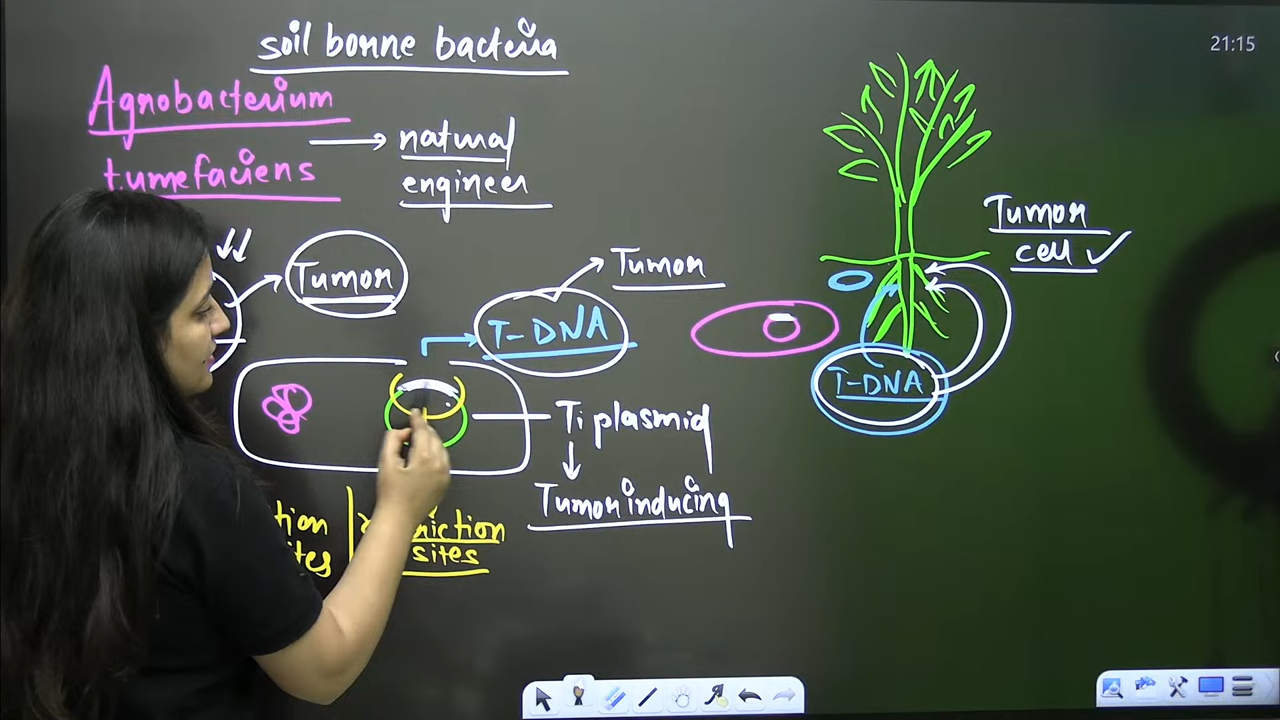 soil borne bacteria
21:15
Agrobacterium
tumefaciens
natural
engineer
Tumor
T-DNA
Tumor
Ti plasmid
Tumor inducing
sites
Tumor
cell ✓
T-DNA